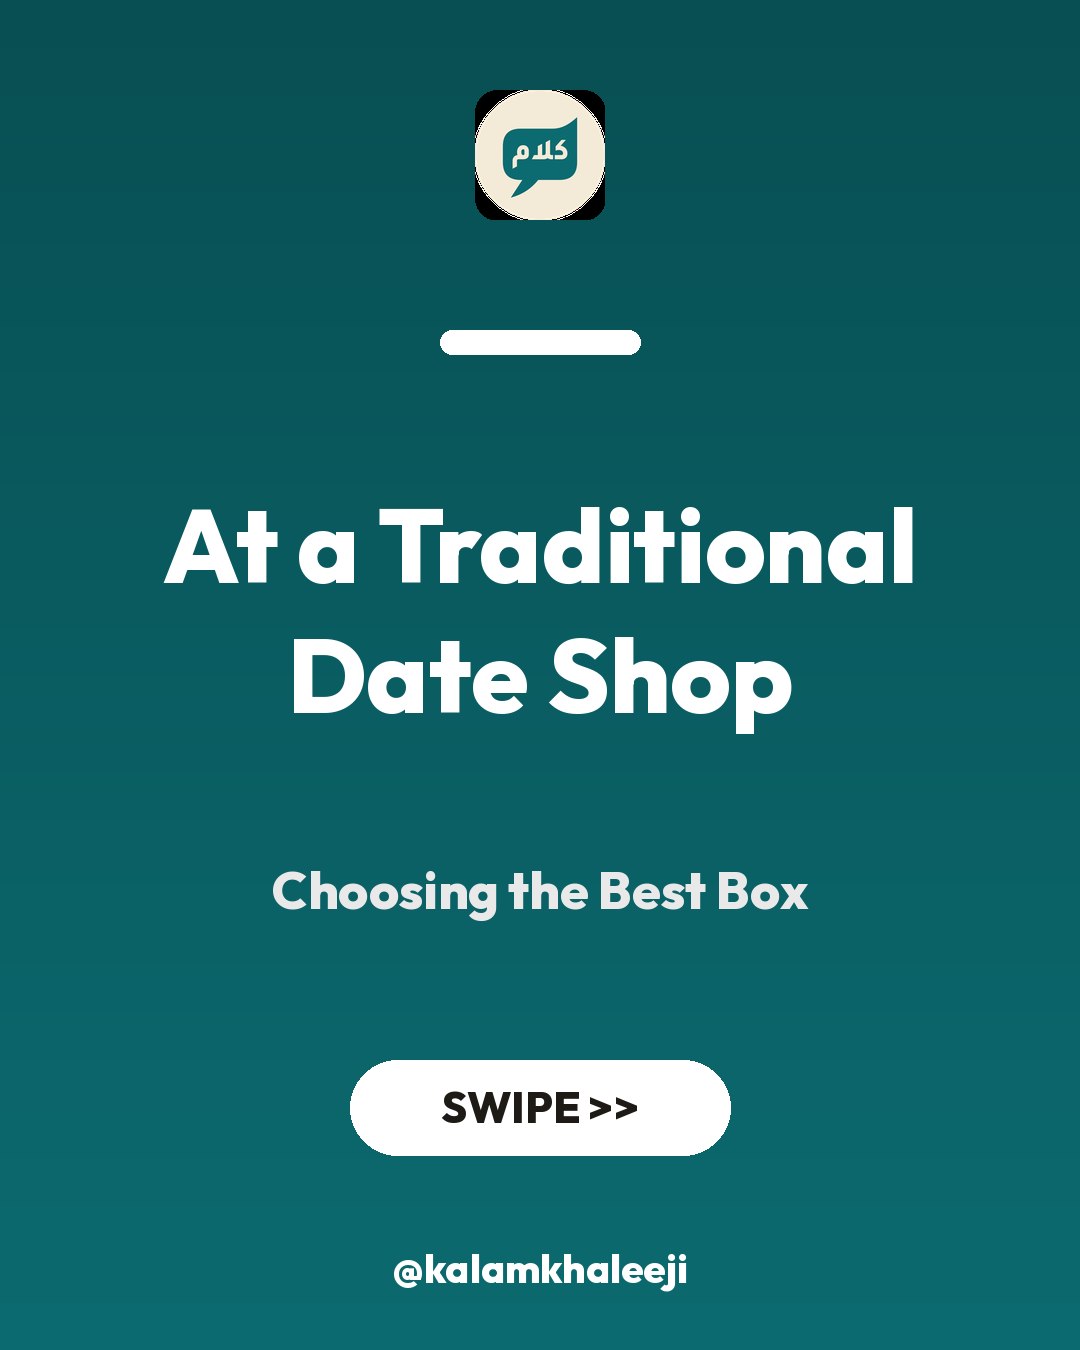 كلام
At a Traditional
Date Shop
Choosing the Best Box
SWIPE >>
@kalamkhaleeji